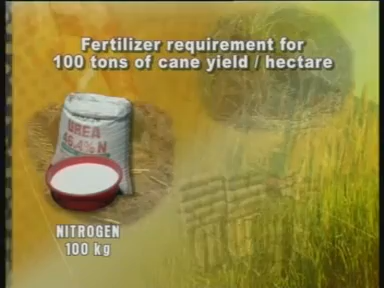 Fertilizer requirement for
100 tons of cane yield / hectare
UREA
46.4% N
NITROGEN
100 kg